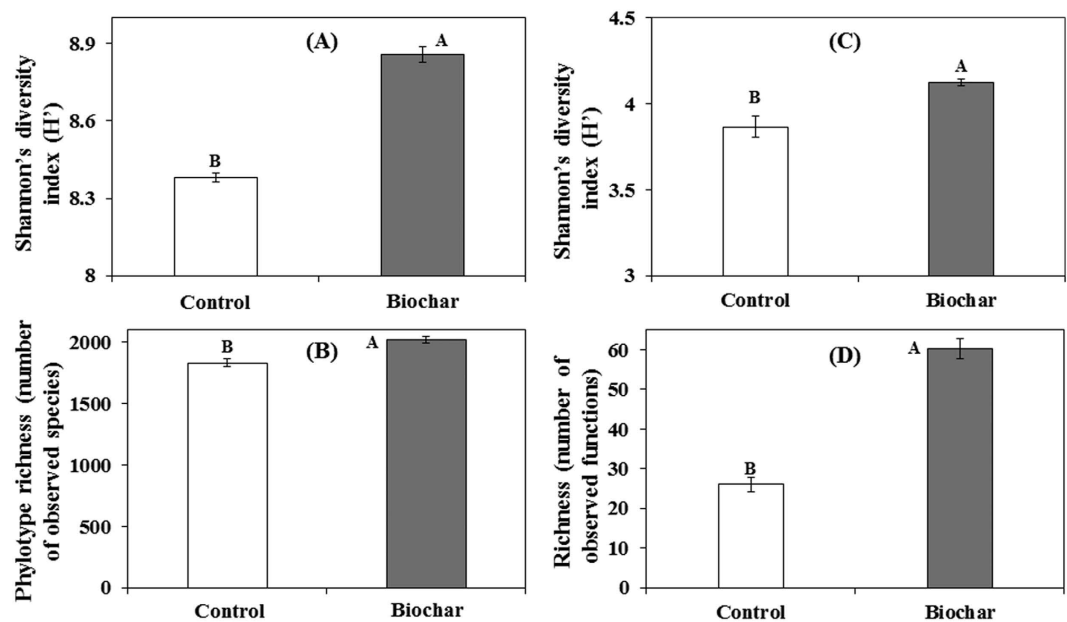 Shannon's diversity
index (H')
8.9
8.6
8.3
8
(A)
B
A
Control
Biochar
Shannon's diversity
index (H')
4.5
4
3.5
3
(C)
B
A
Control
Biochar
Phylotype richness (number
of observed species)
2000
1500
1000
500
0
B
(B)
A
Control
Biochar
Richness (number of
observed functions)
60
50
40
30
20
10
0
B
(D)
A
Control
Biochar